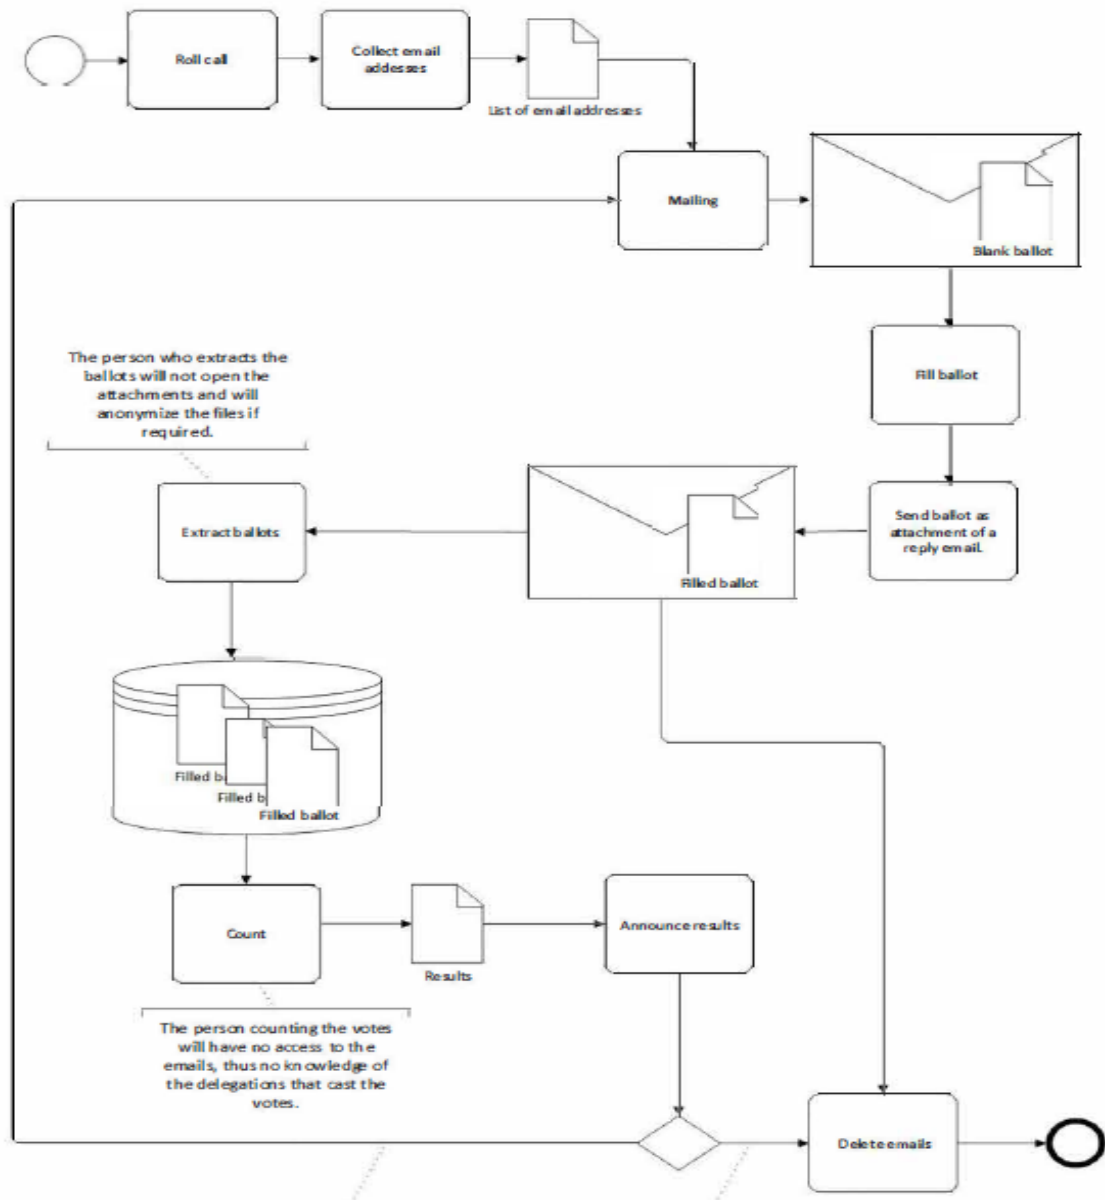 Roll call
Collect email
addesses
List of email addresses
Mailing
Blank ballot
Fill ballot
The person who extracts the
ballots will not open the
attachments and will
anonymize the files if
required.
Extract ballots
Filled ballot
Send ballot as
attachment of a
reply email.
Filled ba
Filled b
Filled ballot
Count
Results
Announce results
The person counting the votes
will have no access to the
emails, thus no knowledge of
the delegations that cast the
votes.
Delete emails